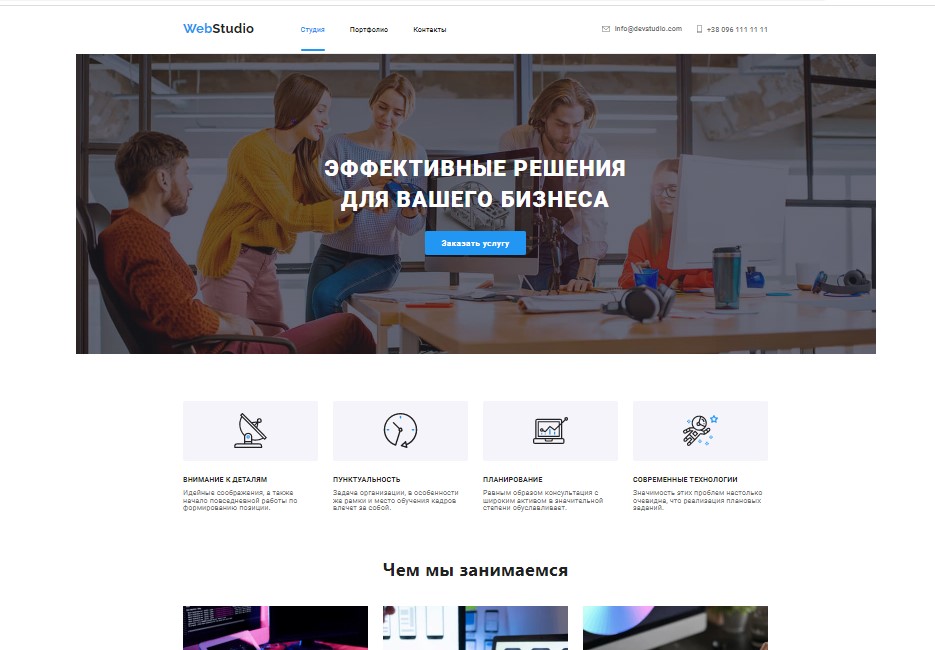 WebStudio
Студия Портфолио Контакты
info@devstudio.com +38 096 111 11 11
ЭФФЕКТИВНЫЕ РЕШЕНИЯ
ДЛЯ ВАШЕГО БИЗНЕСА
Заказать услугу
ВНИМАНИЕ К ДЕТАЛЯМ
Идейные соображения, а также
начало повседневной работы по
формированию позиции.
ПУНКТУАЛЬНОСТЬ
Задача организации, в особенности
же рамки и место обучения кадров
влечет за собой.
ПЛАНИРОВАНИЕ
Равным образом консультация с
широким активом в значительной
степени обуславливает.
СОВРЕМЕННЫЕ ТЕХНОЛОГИИ
Значимость этих проблем настолько
очевидна, что реализация плановых
заданий.
Чем мы занимаемся